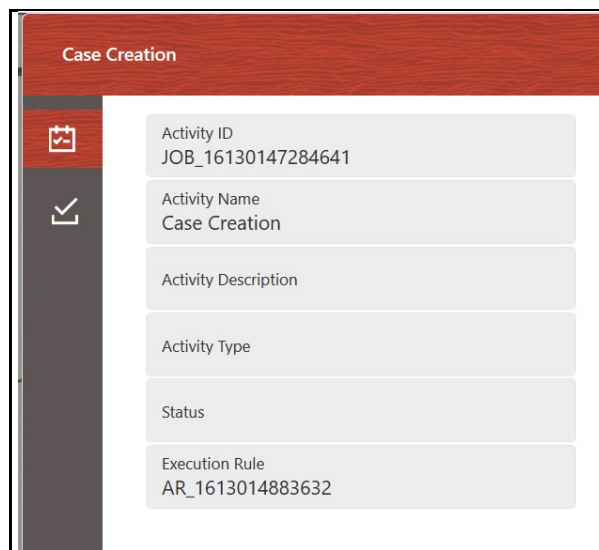 Case Creation
Activity ID
JOB_16130147284641
Activity Name
Case Creation
Activity Description
Activity Type
Status
Execution Rule
AR_1613014883632